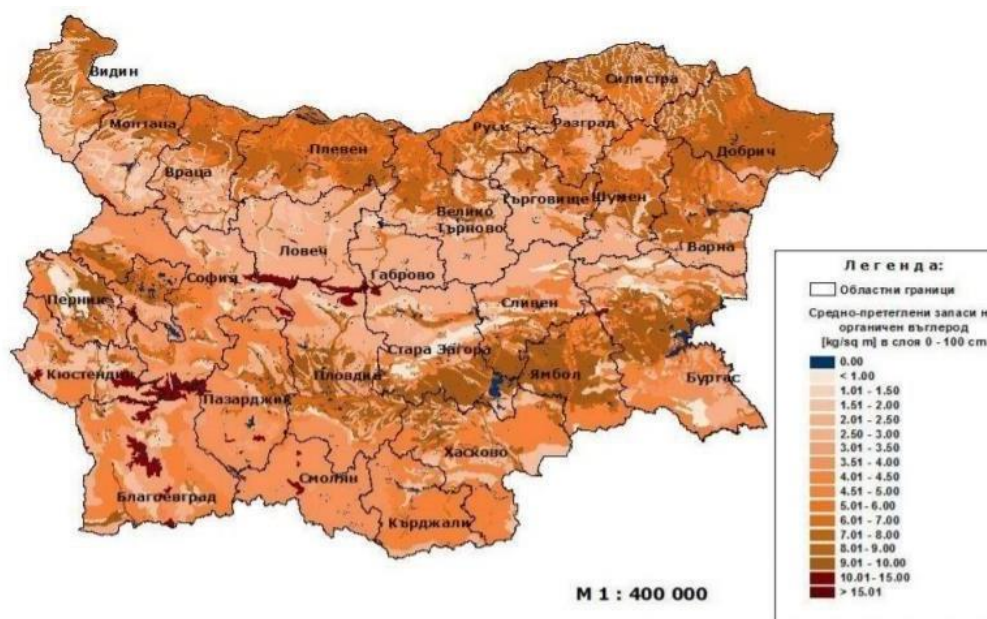 Видин
Монтана
Враца
Плевен
Русе
Силистра
Разград
Добрич
Велико
Търново
Търговище
Шумен
Варна
Ловеч
Габрово
София
Перник
Сливен
Стара Загора
Ямбол
Бургас
Кюстендил
Пазарджик
Пловдив
Хасково
Смолян
Благоевград
Кърджали
М 1 : 400 000
Легенда:
Областни граници
Средно-претеглени запаси н
органичен въглерод
[kg/sq m] в слоя 0 - 100 cm
0.00
< 1.00
1.01 - 1.50
1.51 - 2.00
2.01 - 2.50
2.50 - 3.00
3.01 - 3.50
3.51 - 4.00
4.01 - 4.50
4.51 - 5.00
5.01 - 6.00
6.01 - 7.00
7.01 - 8.00
8.01 - 9.00
9.01 - 10.00
10.01 - 15.00
> 15.01